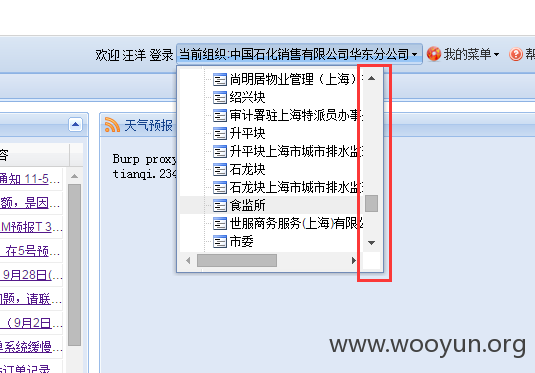 欢迎 汪洋 登录 当前组织:中国石化销售有限公司华东分公司 我的菜单 帮
尚明居物业管理（上海）
绍兴块
审计署驻上海特派员办事
天气预报
升平块
容
Burp proxy
升平路上海市城市排水监
通知 11-5...
tianqi.234
石龙块
额，是因...
石龙块上海市城市排水监
M预报T 3...
食监所
在5号预...
世服商务服务(上海)有限公
9月28日(...
市委
问题，请联...
（9月2日...
单系统缓慢...
订单记录
www.wooyun.org